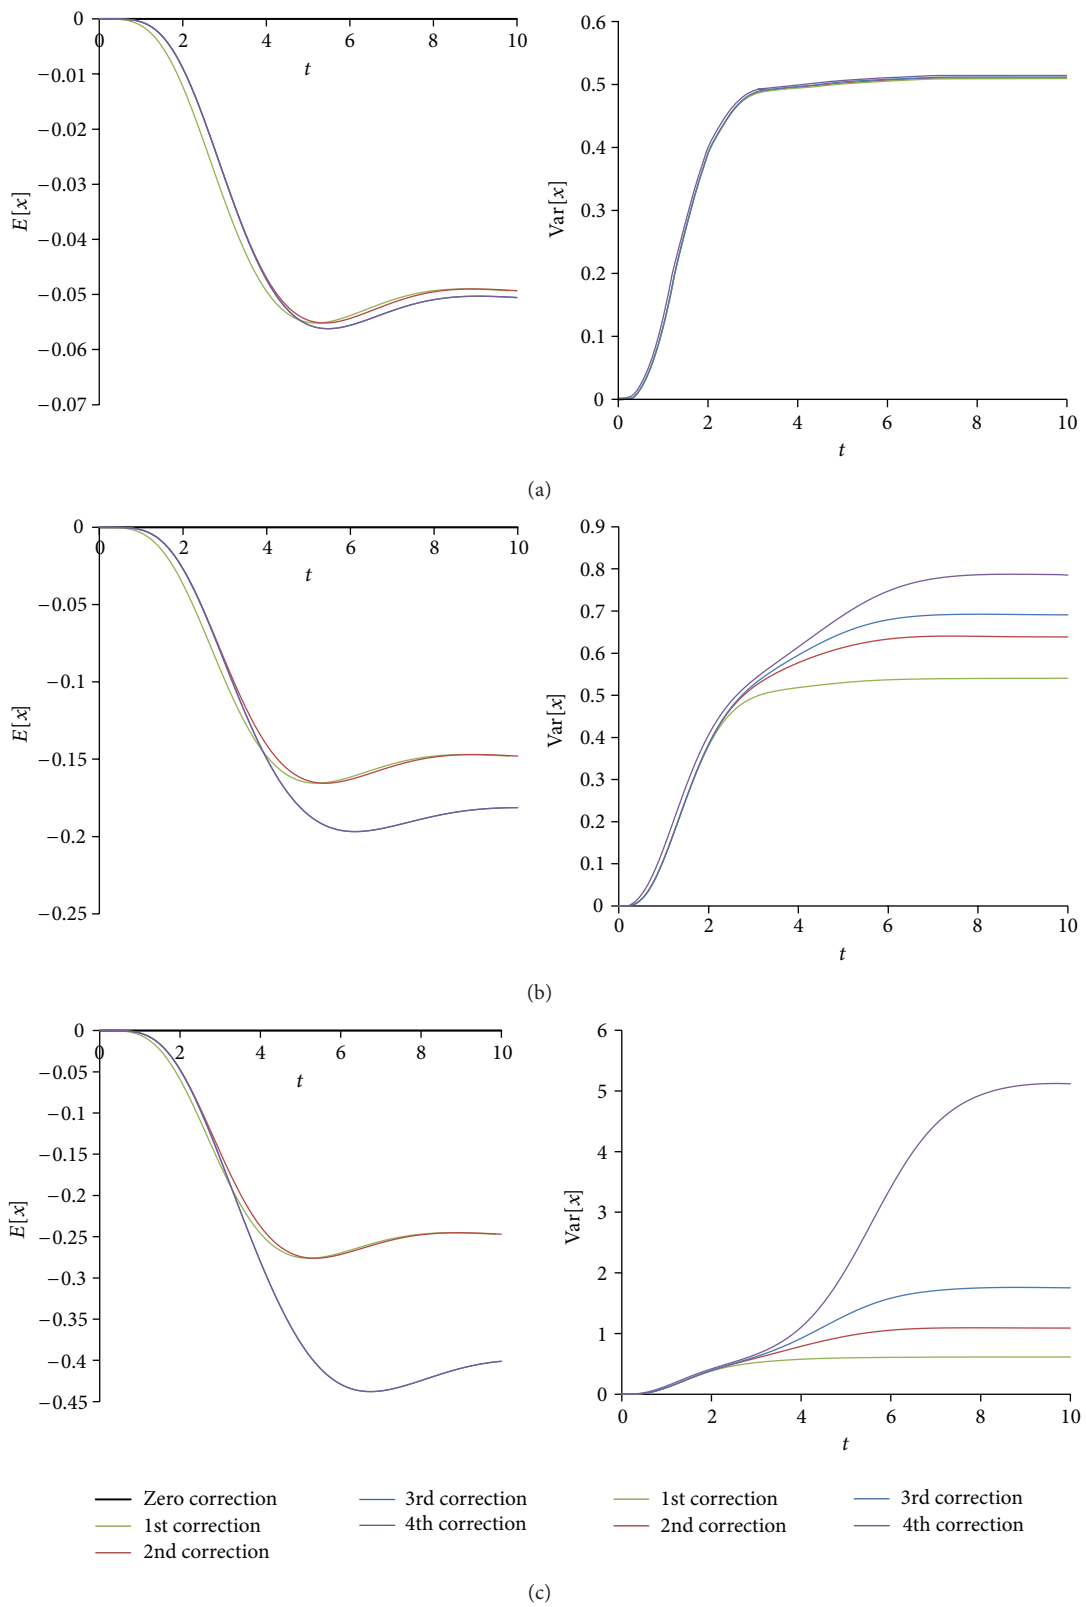 0
0 2 4 6 8 10
t
−0.01
−0.02
−0.03
−0.04
−0.05
−0.06
−0.07
E[x]
0.6
0.5
0.4
0.3
0.2
0.1
0
Var[x]
0 2 4 6 8 10
t
(a)
0
0 2 4 6 8 10
t
−0.05
−0.1
−0.15
−0.2
−0.25
E[x]
0.9
0.8
0.7
0.6
0.5
0.4
0.3
0.2
0.1
0
Var[x]
0 2 4 6 8 10
t
(b)
0
0 2 4 6 8 10
t
−0.05
−0.1
−0.15
−0.2
−0.25
−0.3
−0.35
−0.4
−0.45
E[x]
6
5
4
3
2
1
0
Var[x]
0 2 4 6 8 10
t
Zero correction
1st correction
2nd correction
3rd correction
4th correction
1st correction
2nd correction
3rd correction
4th correction
(c)